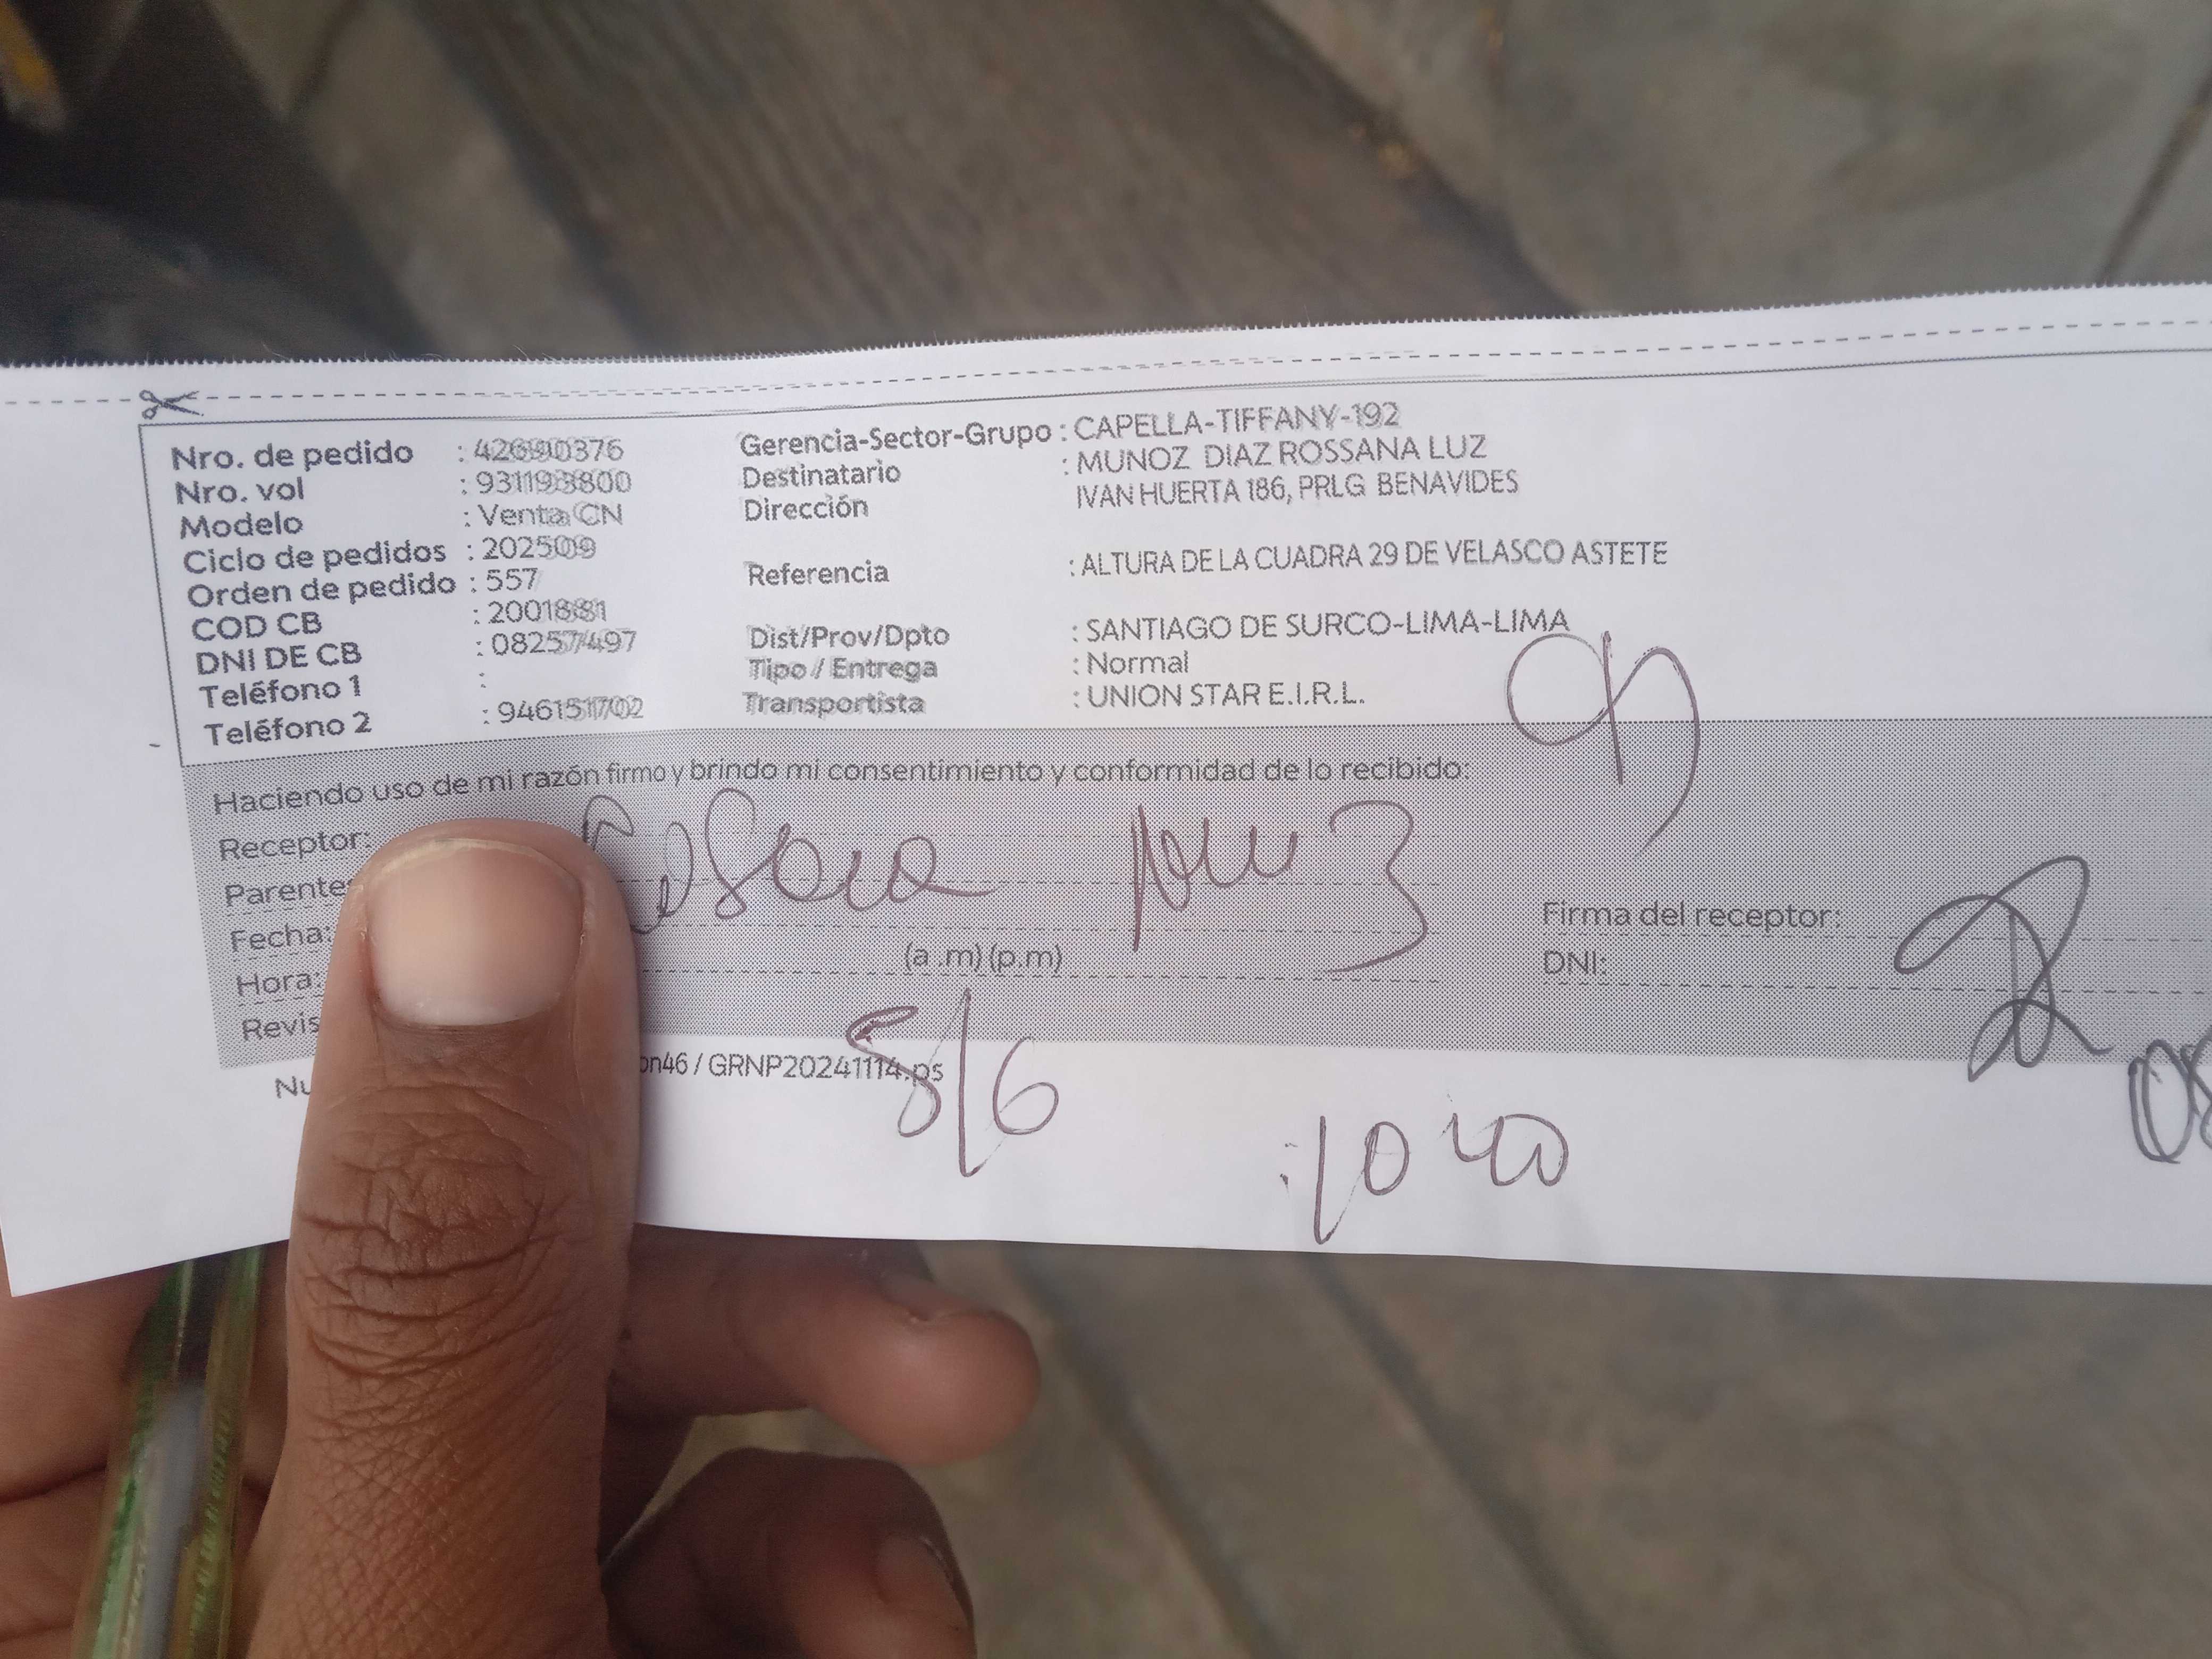 Nro. de pedido : 426900376
Nro. vol : 931193800
Modelo : Venta CN
Ciclo de pedidos : 202509
Orden de pedido : 557
COD CB : 2001881
DNI DE CB : 08257497
Teléfono 1 :
Teléfono 2 : 946151702
Gerencia-Sector-Grupo : CAPELLA-TIFFANY-192
Destinatario : MUNOZ DIAZ ROSSANA LUZ
Dirección IVAN HUERTA 186, PRLG BENAVIDES
Referencia : ALTURA DE LA CUADRA 29 DE VELASCO ASTETE
Dist/Prov/Dpto : SANTIAGO DE SURCO-LIMA-LIMA
Tipo / Entrega : Normal
Transportista : UNION STAR E.I.R.L.
Haciendo uso de mi razón firmo y brindo mi consentimiento y conformidad de lo recibido:
Receptor:
Parente
Fecha:
Hora: (a .m) (p.m)
Revis
Firma del receptor:
DNI:
Nu on46 / GRNP20241114.ps
5/6
10 40